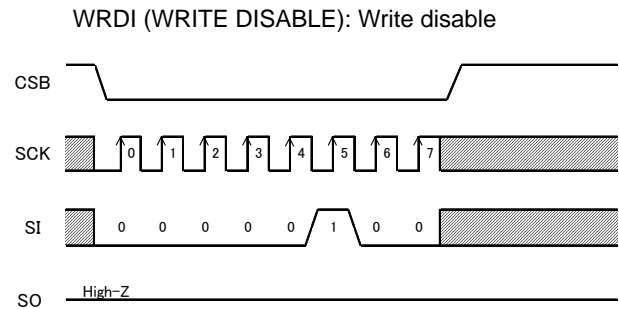 WRDI (WRITE DISABLE): Write disable
CSB
SCK 0 1 2 3 4 5 6 7
SI 0 0 0 0 0 1 0 0
SO High-Z